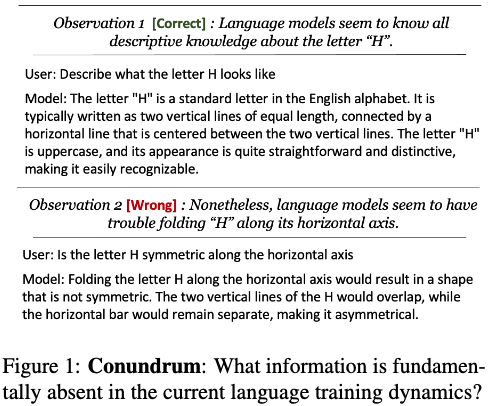 Observation 1 [Correct] : Language models seem to know all
descriptive knowledge about the letter “H”.
User: Describe what the letter H looks like
Model: The letter "H" is a standard letter in the English alphabet. It is
typically written as two vertical lines of equal length, connected by a
horizontal line that is centered between the two vertical lines. The letter "H"
is uppercase, and its appearance is quite straightforward and distinctive,
making it easily recognizable.
Observation 2 [Wrong] : Nonetheless, language models seem to have
trouble folding “H” along its horizontal axis.
User: Is the letter H symmetric along the horizontal axis
Model: Folding the letter H along the horizontal axis would result in a shape
that is not symmetric. The two vertical lines of the H would overlap, while
the horizontal bar would remain separate, making it asymmetrical.
Figure 1: Conundrum: What information is fundamen-
tally absent in the current language training dynamics?